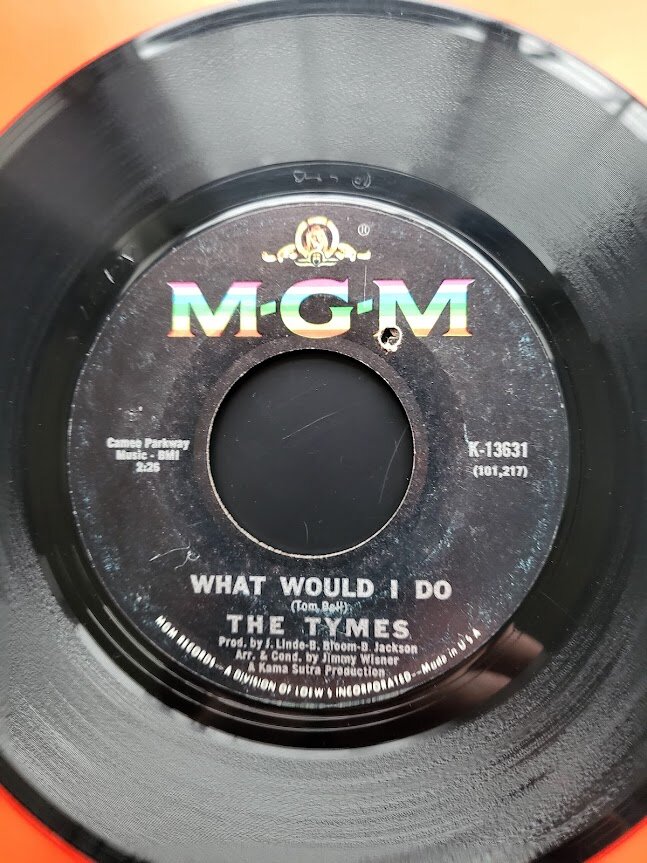 ®
M-G-M
Cameo Parkway
Music - BMI
2:25
K-13631
(101,217)
WHAT WOULD I DO
(Tom Bell)
THE TYMES
Prod. by J. Linde-B. Bloom-B. Jackson
Arr. & Cond. by Jimmy Wisner
A Kama Sutra Production
MGM RECORDS—A DIVISION OF LOEW'S INCORPORATED—Made in U.S.A